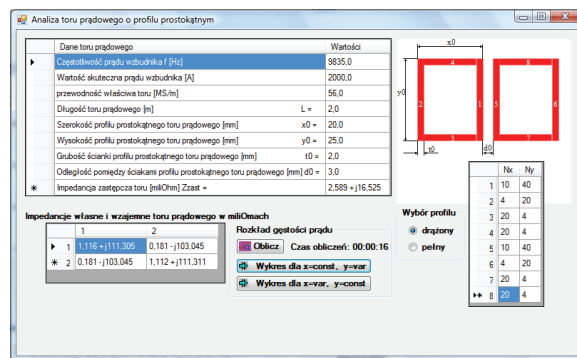 Analiza toru prądowego o profilu prostokątnym
Dane toru prądowego Wartości
Częstotliwość prądu wzbudnika f [Hz] 9835,0
Wartość skuteczna prądu wzbudnika [A] 2000,0
przewodność właściwa toru [MS/m] 56,0
Długość toru prądowego [m] L = 2,0
Szerokość profilu prostokątnego toru prądowego [mm] x0 = 20,0
Wysokość profilu prostokątnego toru prądowego [mm] y0 = 25,0
Grubość ścianki profilu prostokątnego toru prądowego [mm] t0 = 2,0
Odległość pomiędzy ściakami profilu prostokątnego toru prądowego [mm] d0 = 3,0
Impedancja zastępcza toru [miliOhm] Zzast = 2,589 +j16,525
x0
4 8
y0
2 1 5 6
3 7
t0 d0
Nx Ny
1 10 40
2 4 20
3 20 4
4 20 4
5 10 40
6 4 20
7 20 4
8 20 4
Impedancje własne i wzajemne toru prądowego w miliOmach
1 2
1 1,116 +j111,305 0,181 -j103,045
2 0,181 -j103,045 1,112 +j111,311
Rozkład gęstości prądu
Oblicz Czas obliczeń: 00:00:16
Wykres dla x=const, y=var
Wykres dla x=var, y=const
Wybór profilu
drążony
pełny